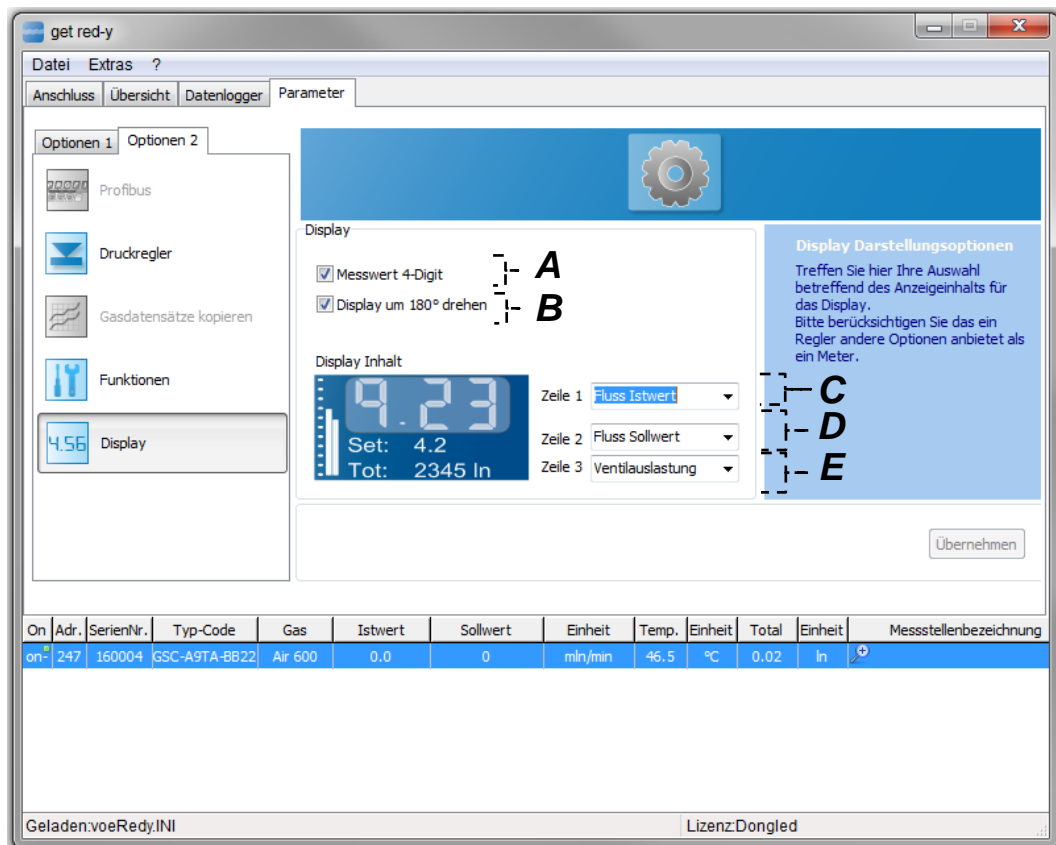 get red-y
Datei Extras ?
Anschluss Übersicht Datenlogger Parameter
Optionen 1 Optionen 2
Profibus
Druckregler
Gasdatensätze kopieren
Funktionen
4.56 Display
Display
Messwert 4-Digit
A
Display um 180° drehen
B
Display Inhalt
9.23
Set: 4.2
Tot: 2345 ln
Zeile 1 Fluss Istwert
C
Zeile 2 Fluss Sollwert
D
Zeile 3 Ventilauslastung
E
Display Darstellungsoptionen
Treffen Sie hier Ihre Auswahl
betreffend des Anzeigeinhalts für
das Display.
Bitte berücksichtigen Sie das ein
Regler andere Optionen anbietet als
ein Meter.
Übernehmen
On Adr. SerienNr. Typ-Code Gas Istwert Sollwert Einheit Temp. Einheit Total Einheit Messstellenbezeichnung
on- 247 160004 GSC-A9TA-BB22 Air 600 0.0 0 mln/min 46.5 °C 0.02 ln
Geladen:voeRedy.INI
Lizenz:Dongled